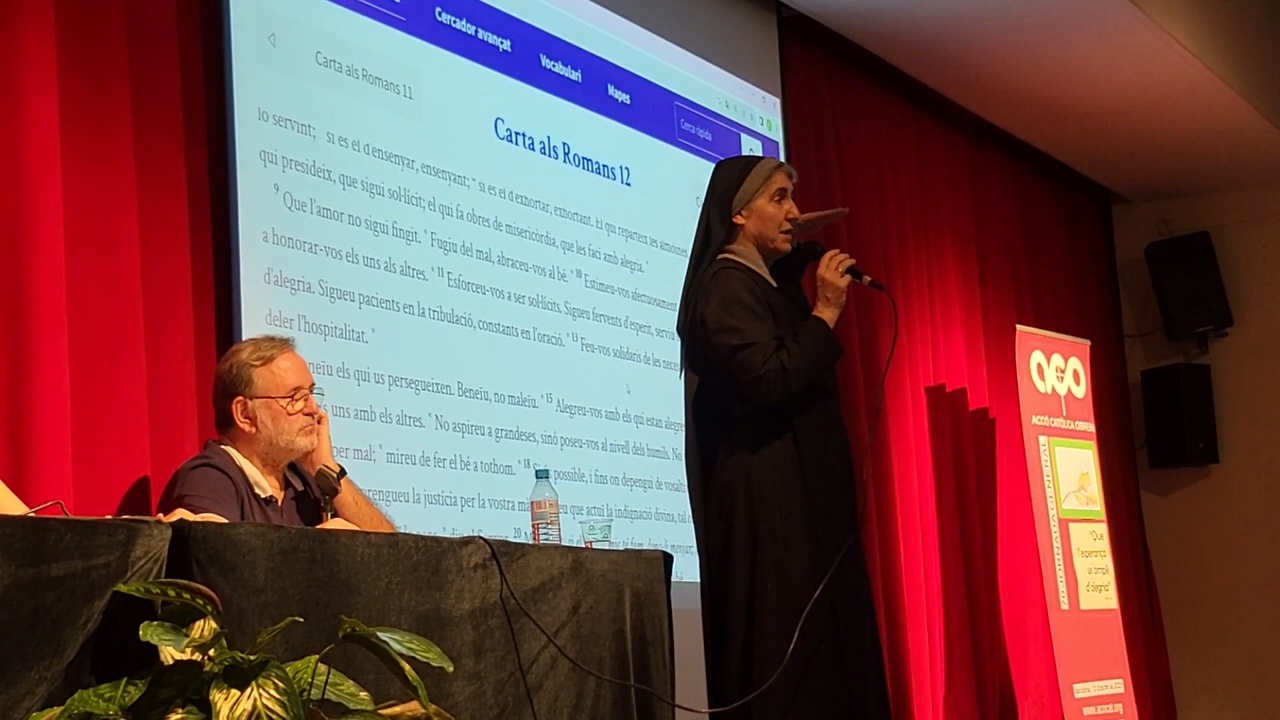 Cercador avançat
Vocabulari
Mapes
Cerca ràpida
Carta als Romans 11
Carta als Romans 12
lo servint; si és el d'ensenyar, ensenyant; si és el d'exhortar, exhortant. El qui reparteix les almoines
qui presideix, que sigui sol·lícit; el qui fa obres de misericòrdia, que les faci amb alegria.
9 Que l'amor no sigui fingit. Fugiu del mal, abraceu-vos al bé. 10 Estimeu-vos afectuosament
a honorar-vos els uns als altres. 11 Esforceu-vos a ser sol·lícits. Sigueu fervents d'esperit, serviu
d'alegria. Sigueu pacients en la tribulació, constants en l'oració. 13 Feu-vos solidaris de les neces
deler l'hospitalitat.
neïu els qui us persegueixen. Beneïu, no maleïu. 15 Alegreu-vos amb els qui estan alegre
uns amb els altres. No aspireu a grandeses, sinó poseu-vos al nivell dels humils. No
per mal; mireu de fer el bé a tothom. 18 possible, i fins on depengui de vosalt
prengueu la justícia per la vostra mà que actuï la indignació divina, tal c
20
aco
ACCIÓ CATÒLICA OBRERA
JORNADA GENERAL
"Que
l'esperança
us ompli
d'alegria"
www.acocat.org